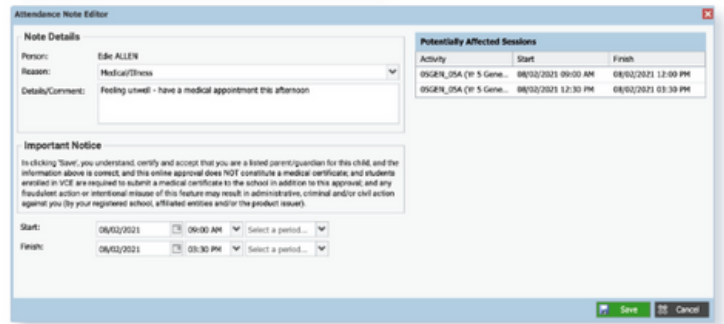 Attendance Note Editor
Note Details
Person: Edie ALLEN
Reason: Medical/Illness
Details/Comment: Feeling unwell - have a medical appointment this afternoon
Important Notice
In clicking 'Save', you understand, certify and accept that you are a listed parent/guardian for this child, and the
information above is correct, and this online approval does NOT constitute a medical certificate; and students
enrolled in VCE are required to submit a medical certificate to the school in addition to this approval; and any
fraudulent action or intentional misuse of this feature may result in administrative, criminal and/or civil action
against you (by your registered school, affiliated entities and/or the product issuer).
Start: 08/02/2021 09:00 AM Select a period...
Finish: 08/02/2021 03:30 PM Select a period...
Potentially Affected Sessions
Activity Start Finish
05GEN_05A (Yr 5 Gene... 08/02/2021 09:00 AM 08/02/2021 12:00 PM
05GEN_05A (Yr 5 Gene... 08/02/2021 12:30 PM 08/02/2021 03:30 PM
Save Cancel